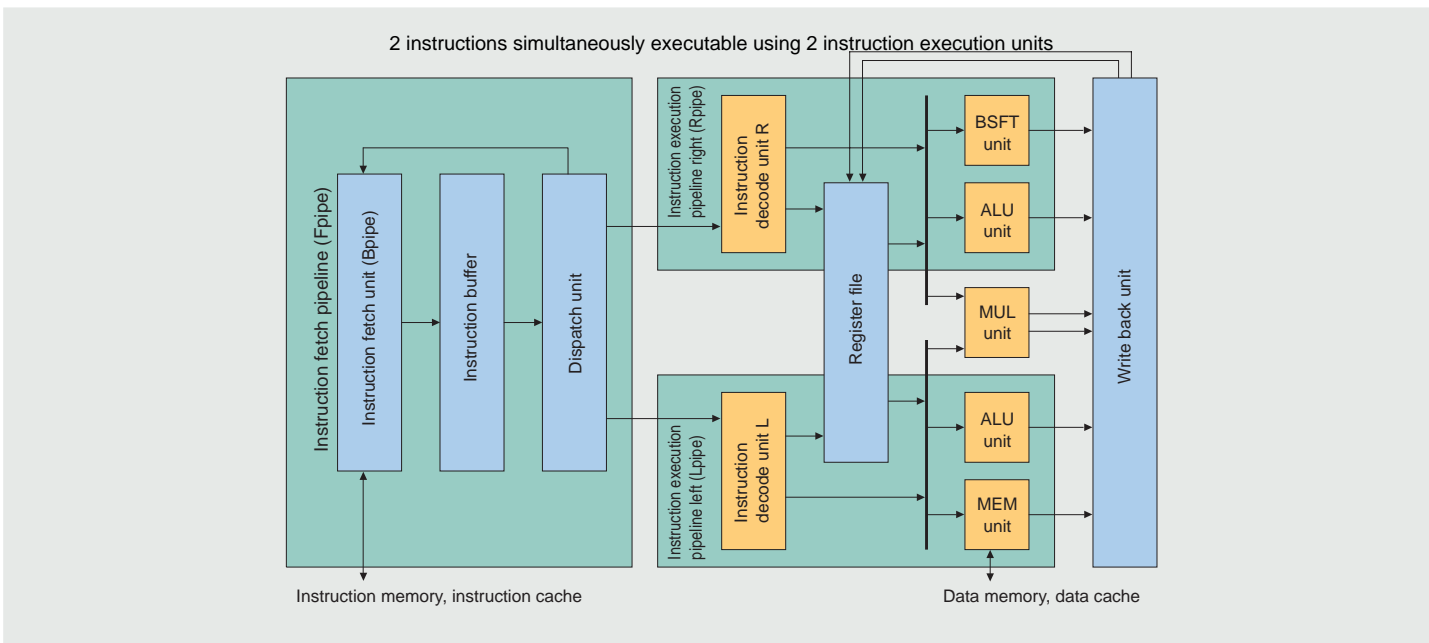 2 instructions simultaneously executable using 2 instruction execution units
Instruction fetch pipeline (Fpipe)
Instruction fetch unit (Bpipe)
Instruction buffer
Dispatch unit
Instruction memory, instruction cache
Instruction execution
pipeline right (Rpipe)
Instruction
decode unit R
Instruction execution
pipeline left (Lpipe)
Instruction
decode unit L
Register file
BSFT
unit
ALU
unit
MUL
unit
ALU
unit
MEM
unit
Write back unit
Data memory, data cache